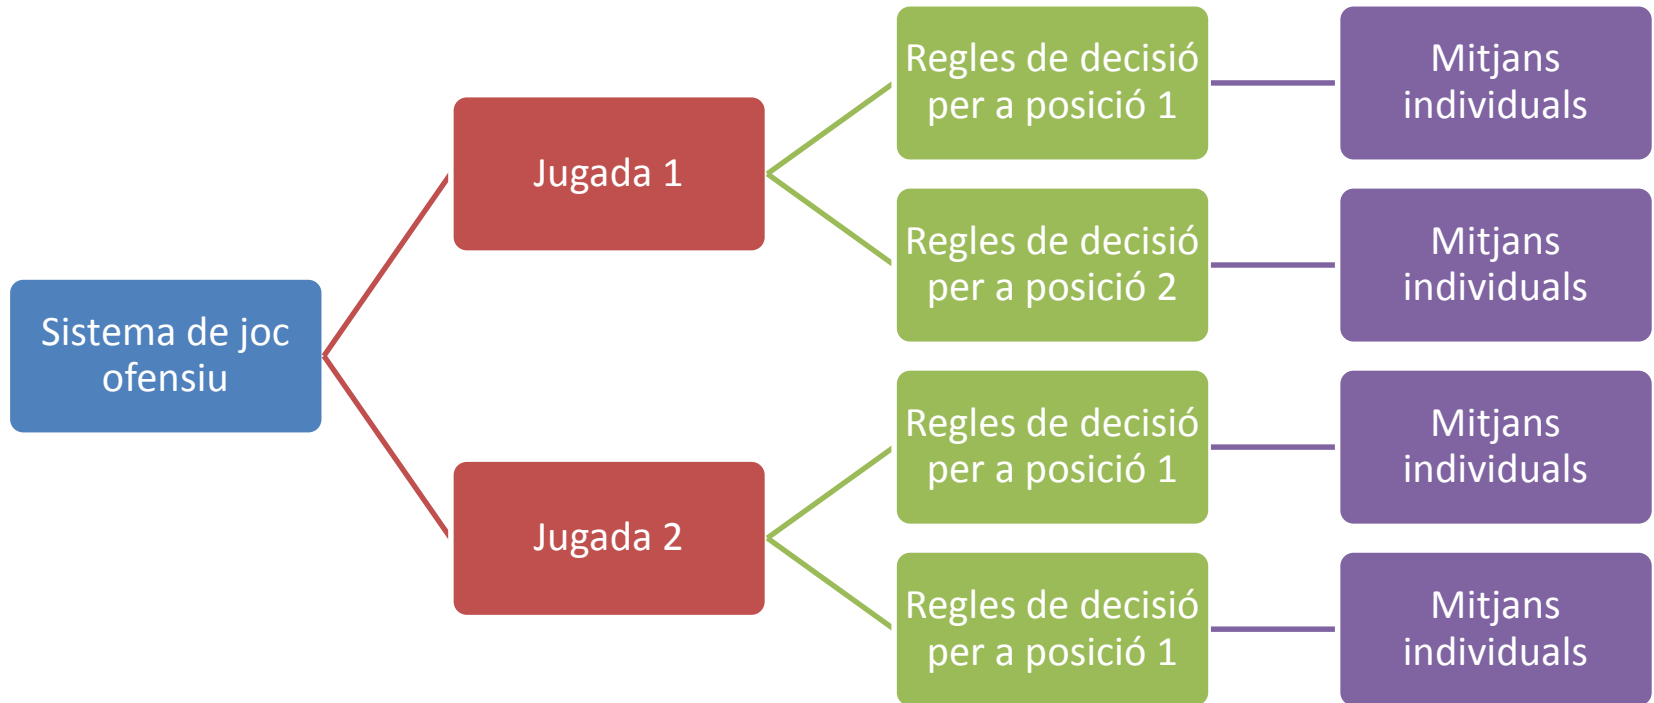 Sistema de joc
ofensiu
Jugada 1
Regles de decisió
per a posició 1
Mitjans
individuals
Regles de decisió
per a posició 2
Mitjans
individuals
Jugada 2
Regles de decisió
per a posició 1
Mitjans
individuals
Regles de decisió
per a posició 1
Mitjans
individuals